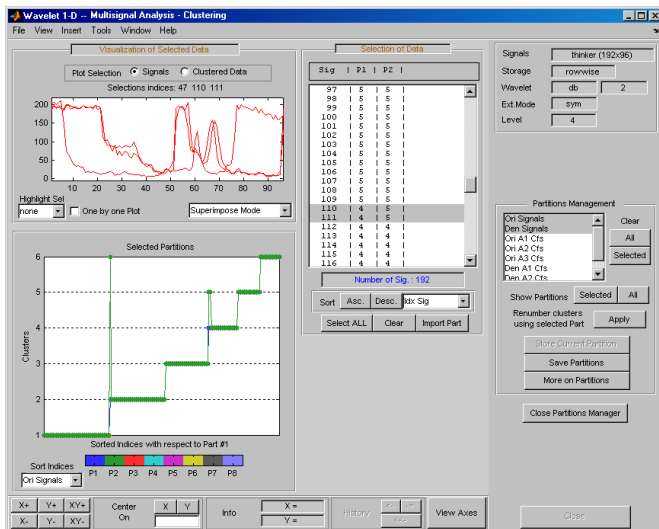 Wavelet 1-D -- Multisignal Analysis - Clustering
File View Insert Tools Window Help
Visualization of Selected Data
Plot Selection Signals Clustered Data
Selections indices: 47 110 111
200
150
100
50
0
10 20 30 40 50 60 70 80 90
Highlight Sel
none One by one Plot Superimpose Mode
Selected Partitions
6
5
4
3
2
1
Clusters
Sorted Indices with respect to Part #1
Sort Indices
Ori Signals
P1 P2 P3 P4 P5 P6 P7 P8
Selection of Data
Sig | P1 | P2 |
97 | 5 | 5 |
98 | 5 | 5 |
99 | 5 | 5 |
100 | 5 | 5 |
101 | 5 | 5 |
102 | 5 | 5 |
103 | 5 | 5 |
104 | 5 | 5 |
105 | 5 | 5 |
106 | 5 | 5 |
107 | 5 | 5 |
108 | 5 | 5 |
109 | 5 | 5 |
110 | 4 | 5 |
111 | 4 | 5 |
112 | 4 | 4 |
113 | 4 | 4 |
114 | 4 | 4 |
115 | 4 | 4 |
116 | 4 | 4 |
Number of Sig. : 192
Sort Asc. Desc. Idx Sig
Select ALL Clear Import Part
Signals thinker (192x96)
Storage rowwise
Wavelet db 2
Ext.Mode sym
Level 4
Partitions Management
Ori Signals
Den Signals
Ori A1 Cfs
Ori A2 Cfs
Ori A3 Cfs
Den A1 Cfs
Den A2 Cfs
Clear
All
Selected
Show Partitions Selected All
Renumber clusters
using selected Part
Apply
Store Current Partition
Save Partitions
More on Partitions
Close Partitions Manager
X+ Y+ XY+
X- Y- XY-
Center
On
X Y
Info
X =
Y =
History
<- ->
<<-
View Axes
Close